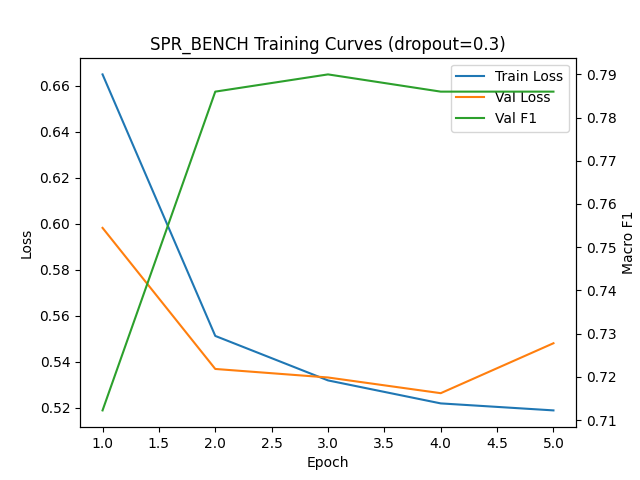 SPR_BENCH Training Curves (dropout=0.3)
Train Loss
Val Loss
Val F1
Loss
0.66
0.64
0.62
0.60
0.58
0.56
0.54
0.52
0.79
0.78
0.77
0.76
0.75
0.74
0.73
0.72
0.71
Macro F1
1.0 1.5 2.0 2.5 3.0 3.5 4.0 4.5 5.0
Epoch